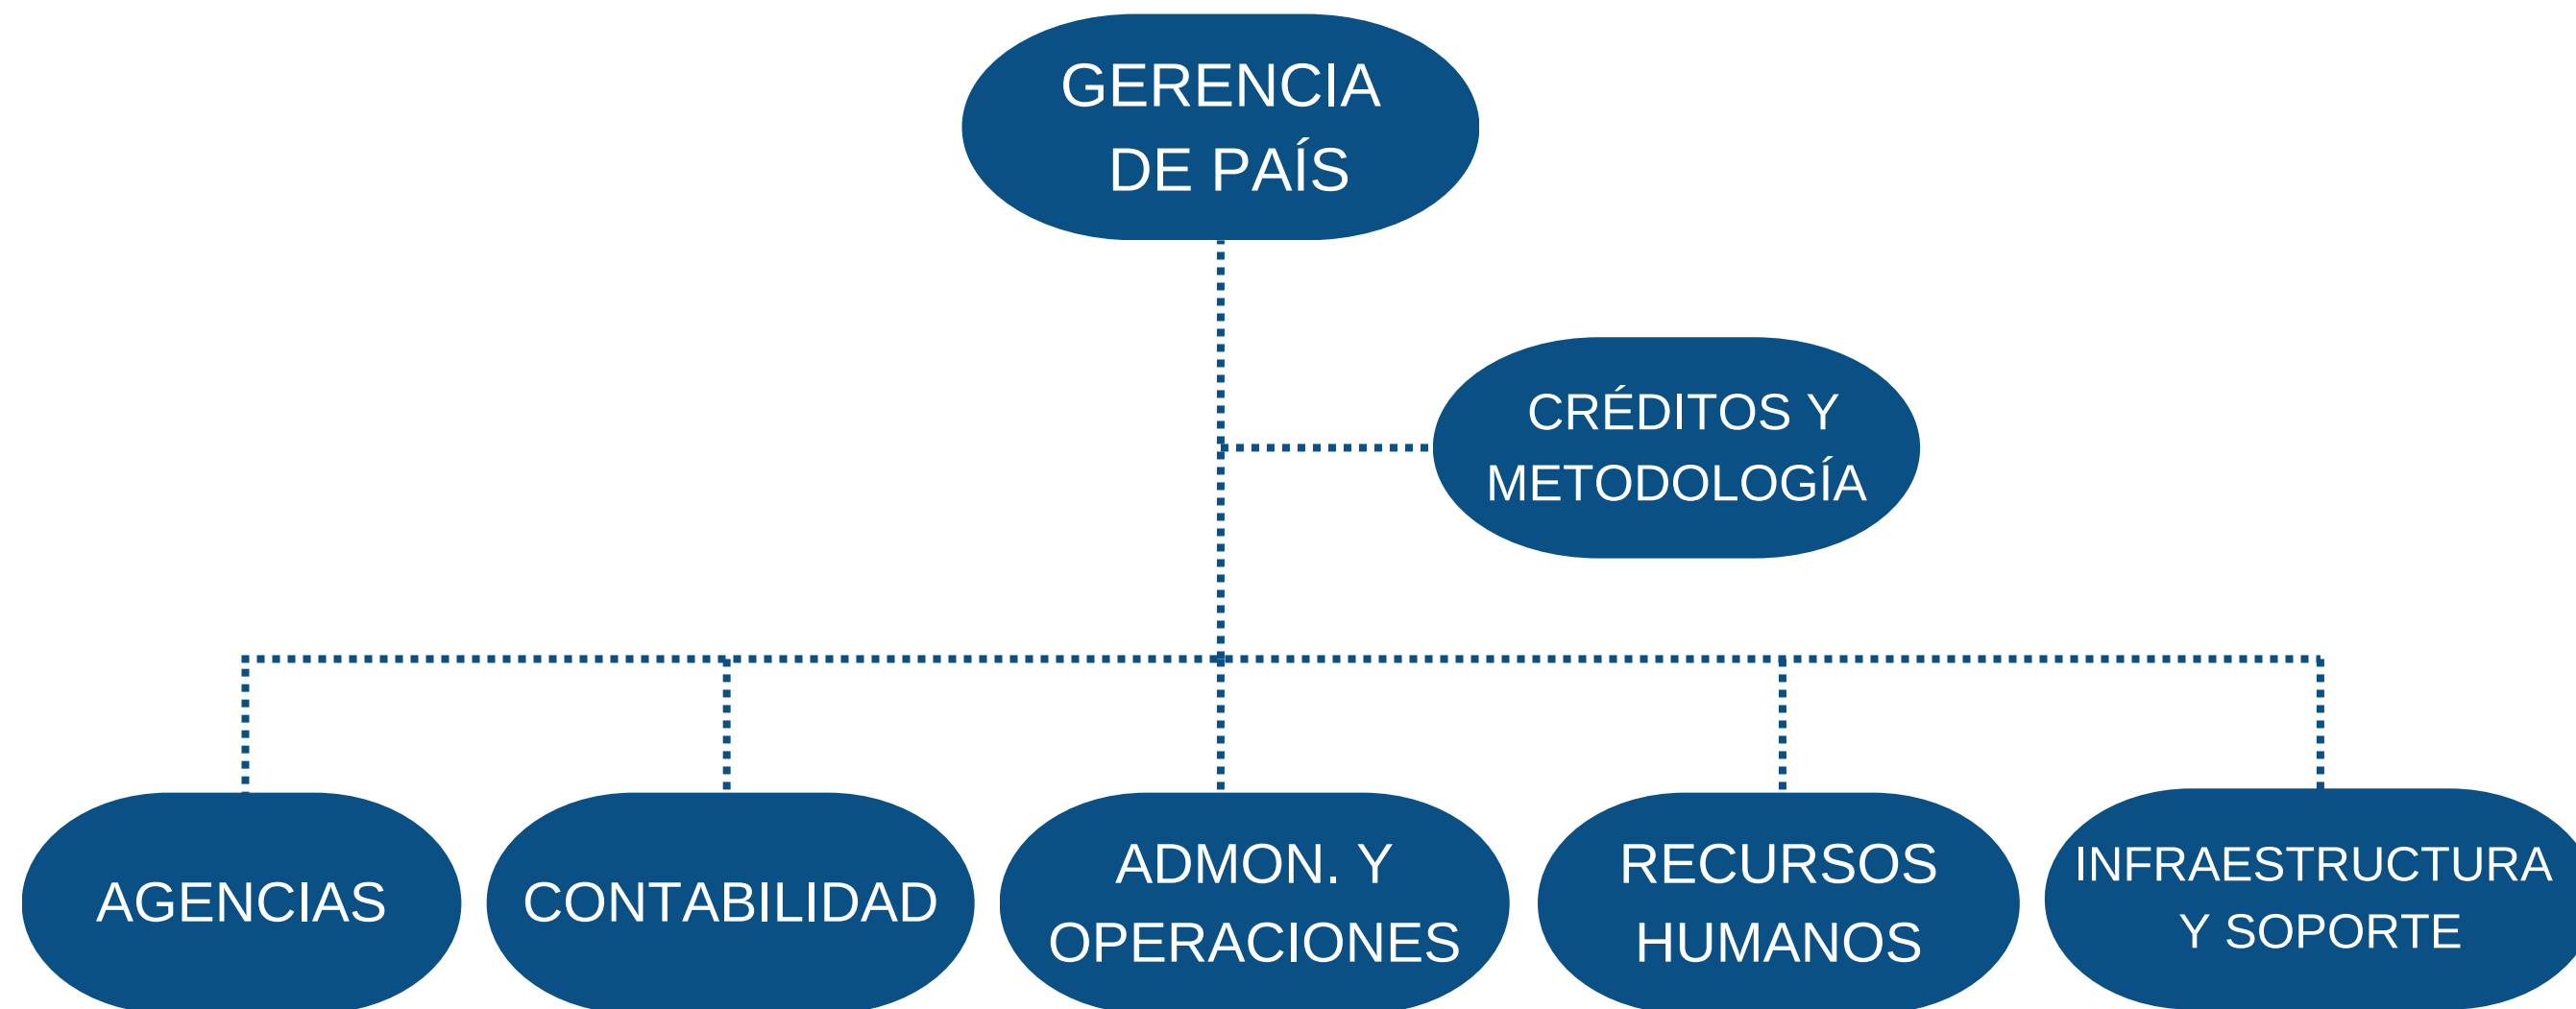 GERENCIA
DE PAÍS
CRÉDITOS Y
METODOLOGÍA
AGENCIAS
CONTABILIDAD
ADMON. Y
OPERACIONES
RECURSOS
HUMANOS
INFRAESTRUCTURA
Y SOPORTE